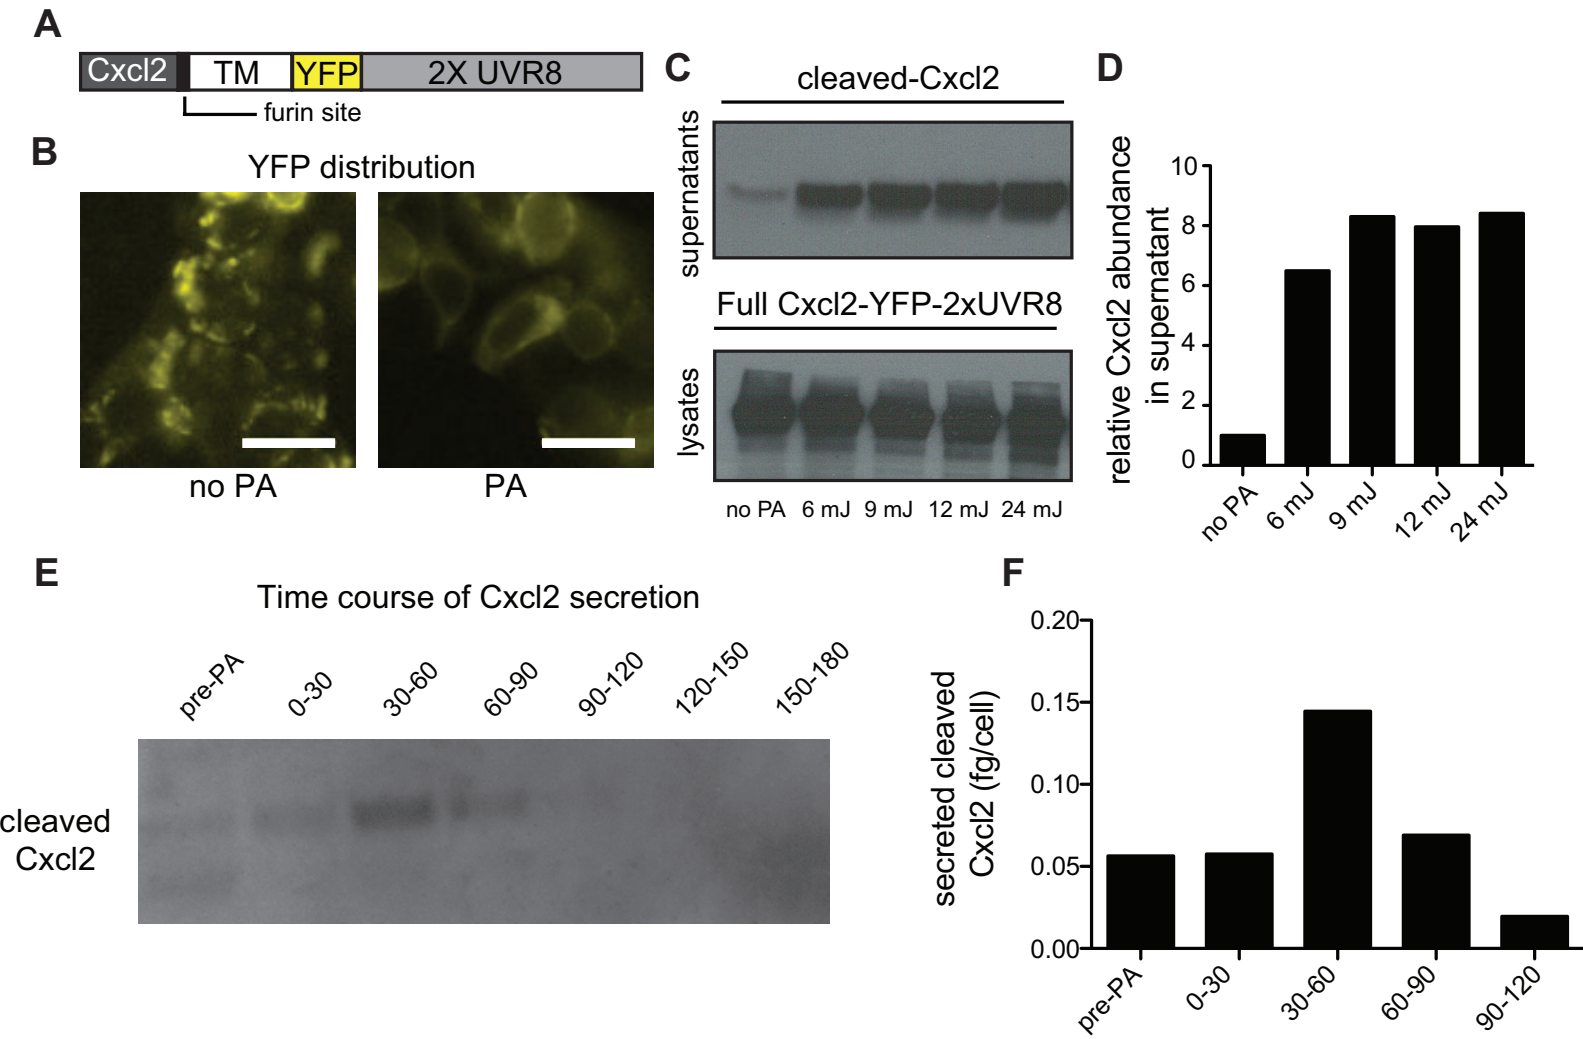 A
Cxcl2 TM YFP 2X UVR8
furin site
B
YFP distribution
no PA PA
C
cleaved-Cxcl2
supernatants
Full Cxcl2-YFP-2xUVR8
lysates
no PA 6 mJ 9 mJ 12 mJ 24 mJ
D
relative Cxcl2 abundance
in supernatant
10
8
6
4
2
0
no PA 6 mJ 9 mJ 12 mJ 24 mJ
E
Time course of Cxcl2 secretion
pre-PA 0-30 30-60 60-90 90-120 120-150 150-180
cleaved
Cxcl2
F
secreted cleaved
Cxcl2 (fg/cell)
0.20
0.15
0.10
0.05
0.00
pre-PA 0-30 30-60 60-90 90-120